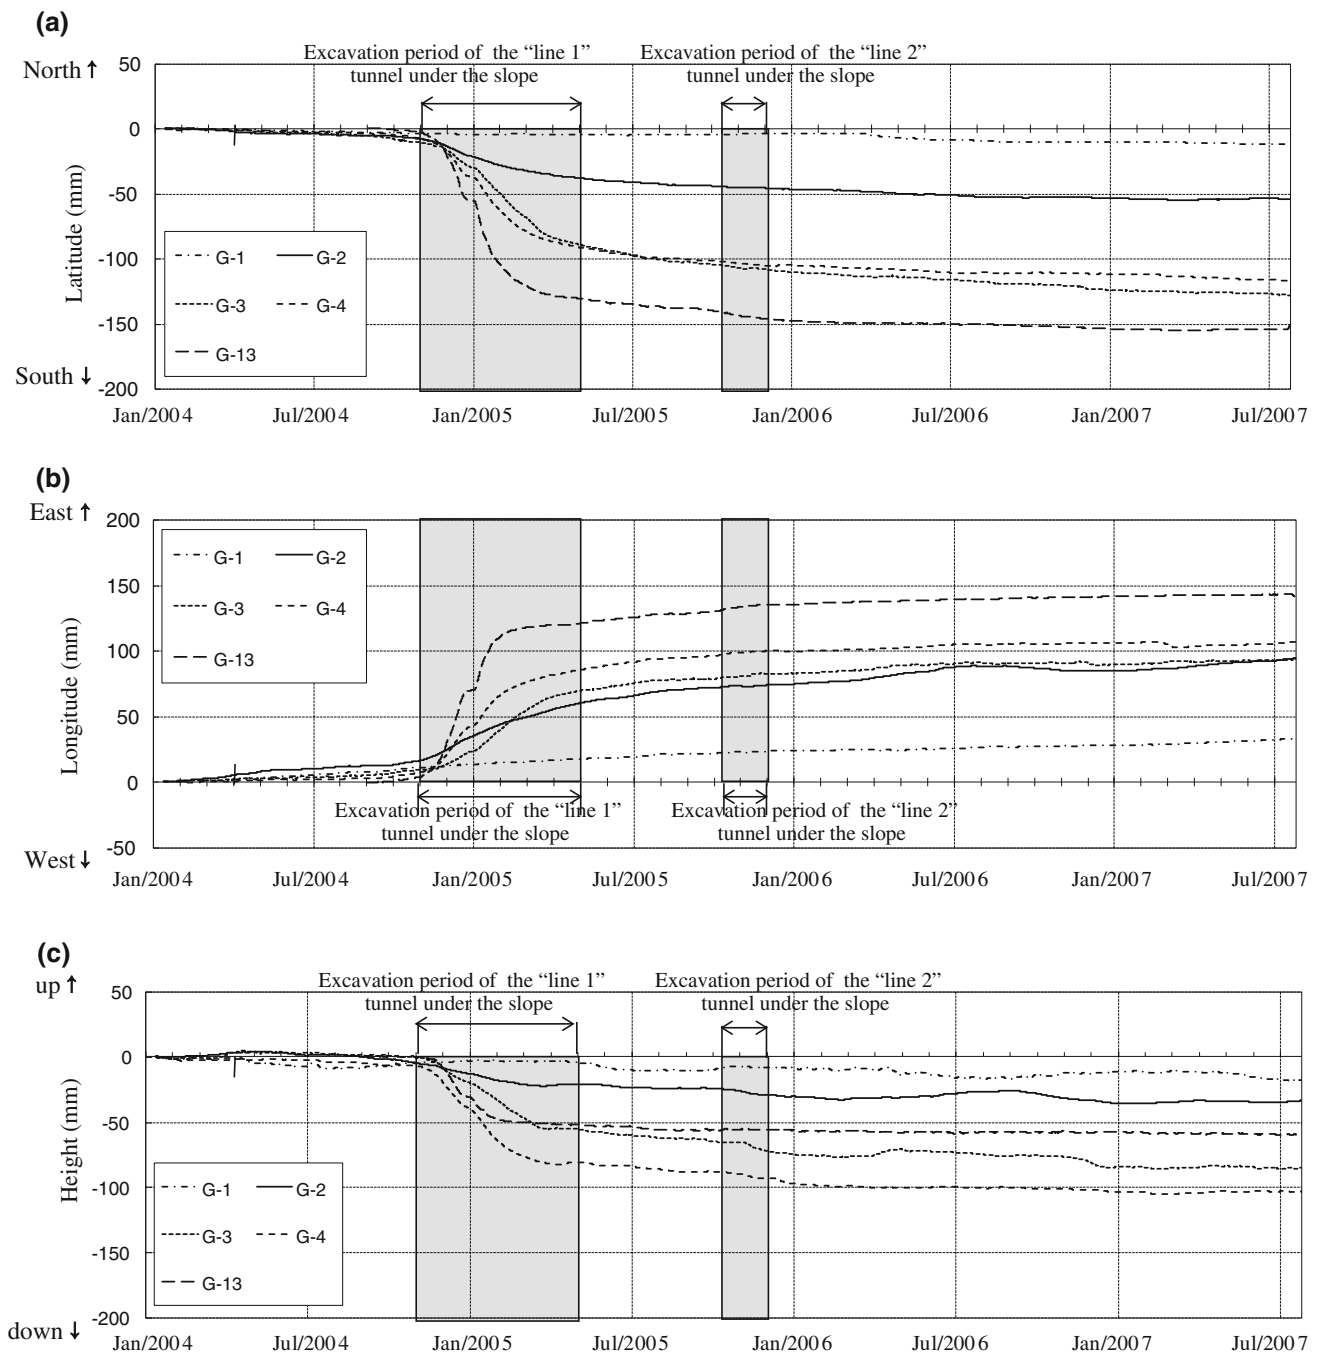 (a)
Excavation period of the “line 1”
tunnel under the slope
Excavation period of the “line 2”
tunnel under the slope
North ↑
50
0
-50
-100
-150
-200
Latitude (mm)
South ↓
G-1
G-2
G-3
G-4
G-13
Jan/2004
Jul/2004
Jan/2005
Jul/2005
Jan/2006
Jul/2006
Jan/2007
Jul/2007
(b)
East ↑
200
150
100
50
0
-50
Longitude (mm)
West ↓
G-1
G-2
G-3
G-4
G-13
Excavation period of the “line 1”
tunnel under the slope
Excavation period of the “line 2”
tunnel under the slope
Jan/2004
Jul/2004
Jan/2005
Jul/2005
Jan/2006
Jul/2006
Jan/2007
Jul/2007
(c)
Excavation period of the “line 1”
tunnel under the slope
Excavation period of the “line 2”
tunnel under the slope
up ↑
50
0
-50
-100
-150
-200
Height (mm)
down ↓
G-1
G-2
G-3
G-4
G-13
Jan/2004
Jul/2004
Jan/2005
Jul/2005
Jan/2006
Jul/2006
Jan/2007
Jul/2007